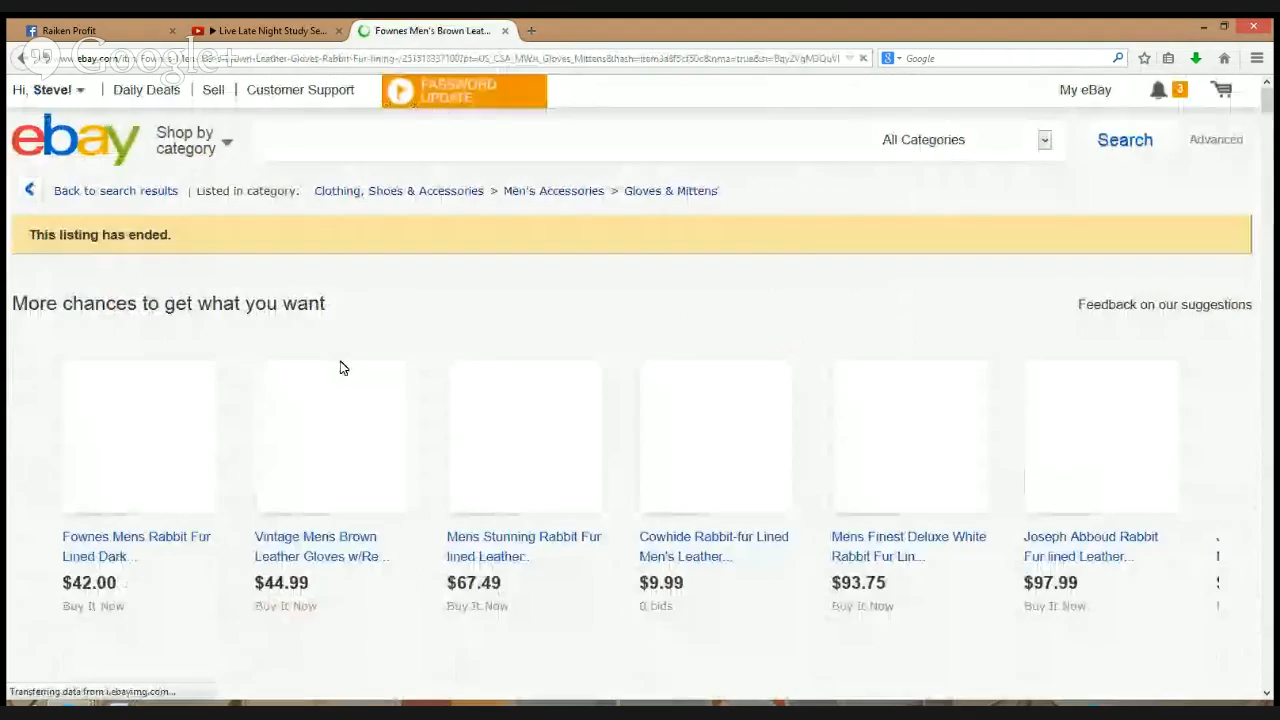 Raiken Profit
Live Late Night Study Se...
Fownes Men's Brown Leat...
Google+
Google
Hi, Steve!
Daily Deals
Sell
Customer Support
PASSWORD
UPDATE
My eBay
3
ebay
Shop by
category
All Categories
Search
Advanced
Back to search results | Listed in category: Clothing, Shoes & Accessories > Men's Accessories > Gloves & Mittens
This listing has ended.
More chances to get what you want
Feedback on our suggestions
Fownes Mens Rabbit Fur
Lined Dark...
$42.00
Buy It Now
Vintage Mens Brown
Leather Gloves w/Re...
$44.99
Buy It Now
Mens Stunning Rabbit Fur
lined Leather..
$67.49
Buy It Now
Cowhide Rabbit-fur Lined
Men's Leather...
$9.99
0 bids
Mens Finest Deluxe White
Rabbit Fur Lin...
$93.75
Buy It Now
Joseph Abboud Rabbit
Fur lined Leather...
$97.99
Buy It Now